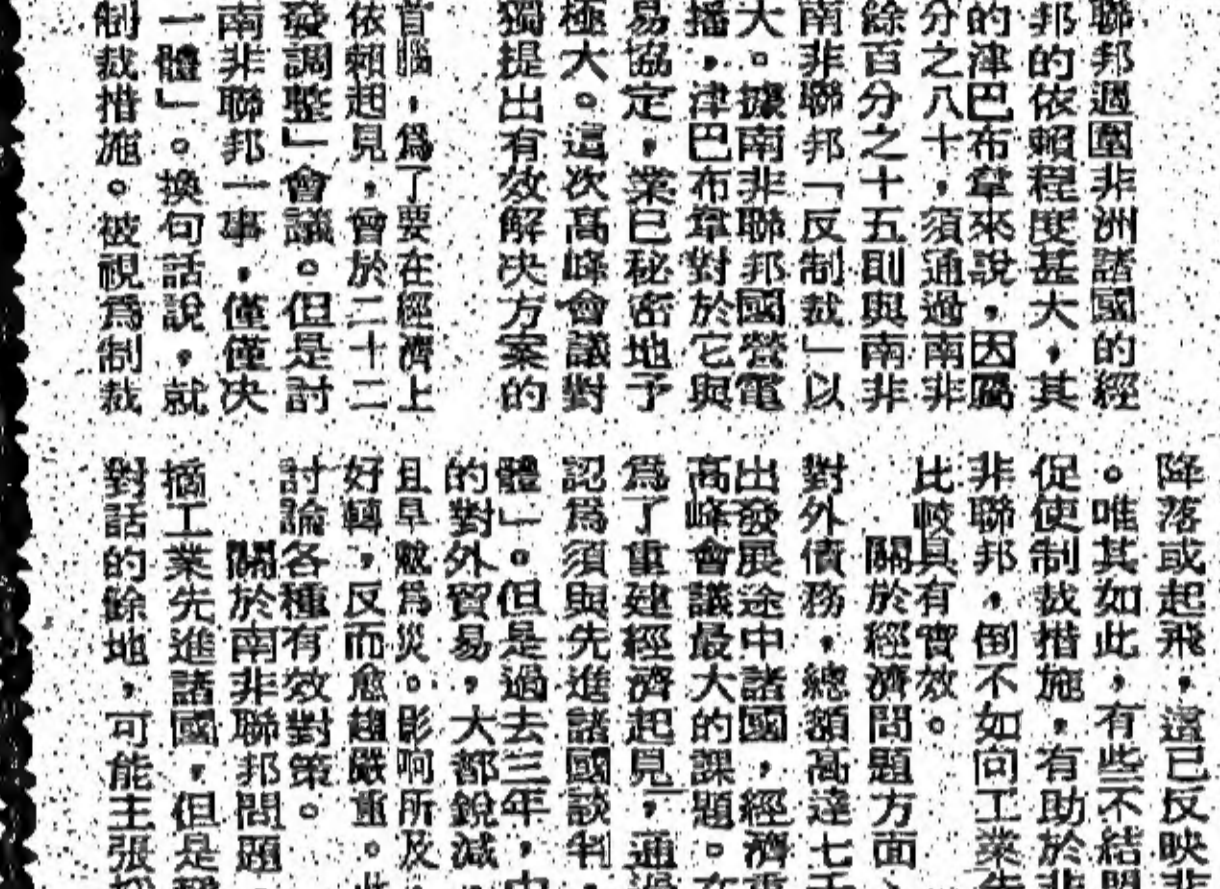 聯邦週圍非洲諸國的經
邦的依賴程度甚大，其
的津巴布韋來說，因屬
分之八十，須通過南非
餘百分之十五則與南非
南非聯邦「反制裁」以
大。據南非聯邦國營電
播，津巴布韋對於它與
易協定，業已秘密地予
極大。這次高峰會議對
獨提出有效解決方案的
首腦，爲了要在經濟上
依賴起見，曾於二十二
發調整」會議。但是討
南非聯邦一事，僅僅決
一體」。換句話說，就
制裁措施。被視爲制裁
降落或起飛，這已反映非
。唯其如此，有些不結盟
促使制裁措施，有助於非
非聯邦，倒不如向工業先
比較具有實效。
關於經濟問題方面，
對外債務，總額高達七千
出發展途中諸國，經濟重
高峰會議最大的課題。在
爲了重建經濟起見，通過
認爲須與先進諸國談判，
體」。但是過去三年，由
的對外貿易，大都銳減
且早就爲災。影响所及，
好轉，反而愈趨嚴重。此
討論各種有效對策。
關於南非聯邦問題，
摘工業先進諸國，但是
對話的餘地，可能主張